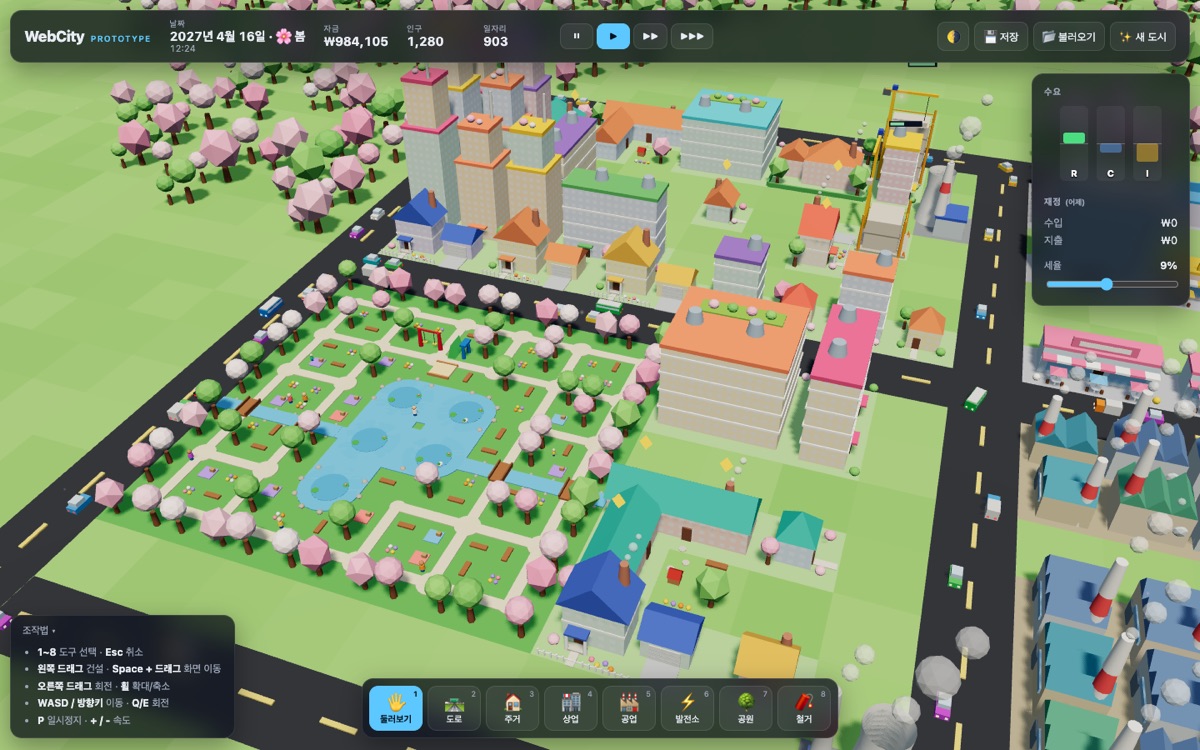 WebCity PROTOTYPE
날짜
2027년 4월 16일 · 🌸 봄
12:24
자금
₩984,105
인구
1,280
일자리
903
저장
불러오기
새 도시
수요
R C I
재정 (어제)
수입 ₩0
지출 ₩0
세율 9%
조작법
1~8 도구 선택 · Esc 취소
왼쪽 드래그 건설 · Space + 드래그 화면 이동
오른쪽 드래그 회전 · 휠 확대/축소
WASD / 방향키 이동 · Q/E 회전
P 일시정지 · + / - 속도
1 둘러보기
2 도로
3 주거
4 상업
5 공업
6 발전소
7 공원
8 철거